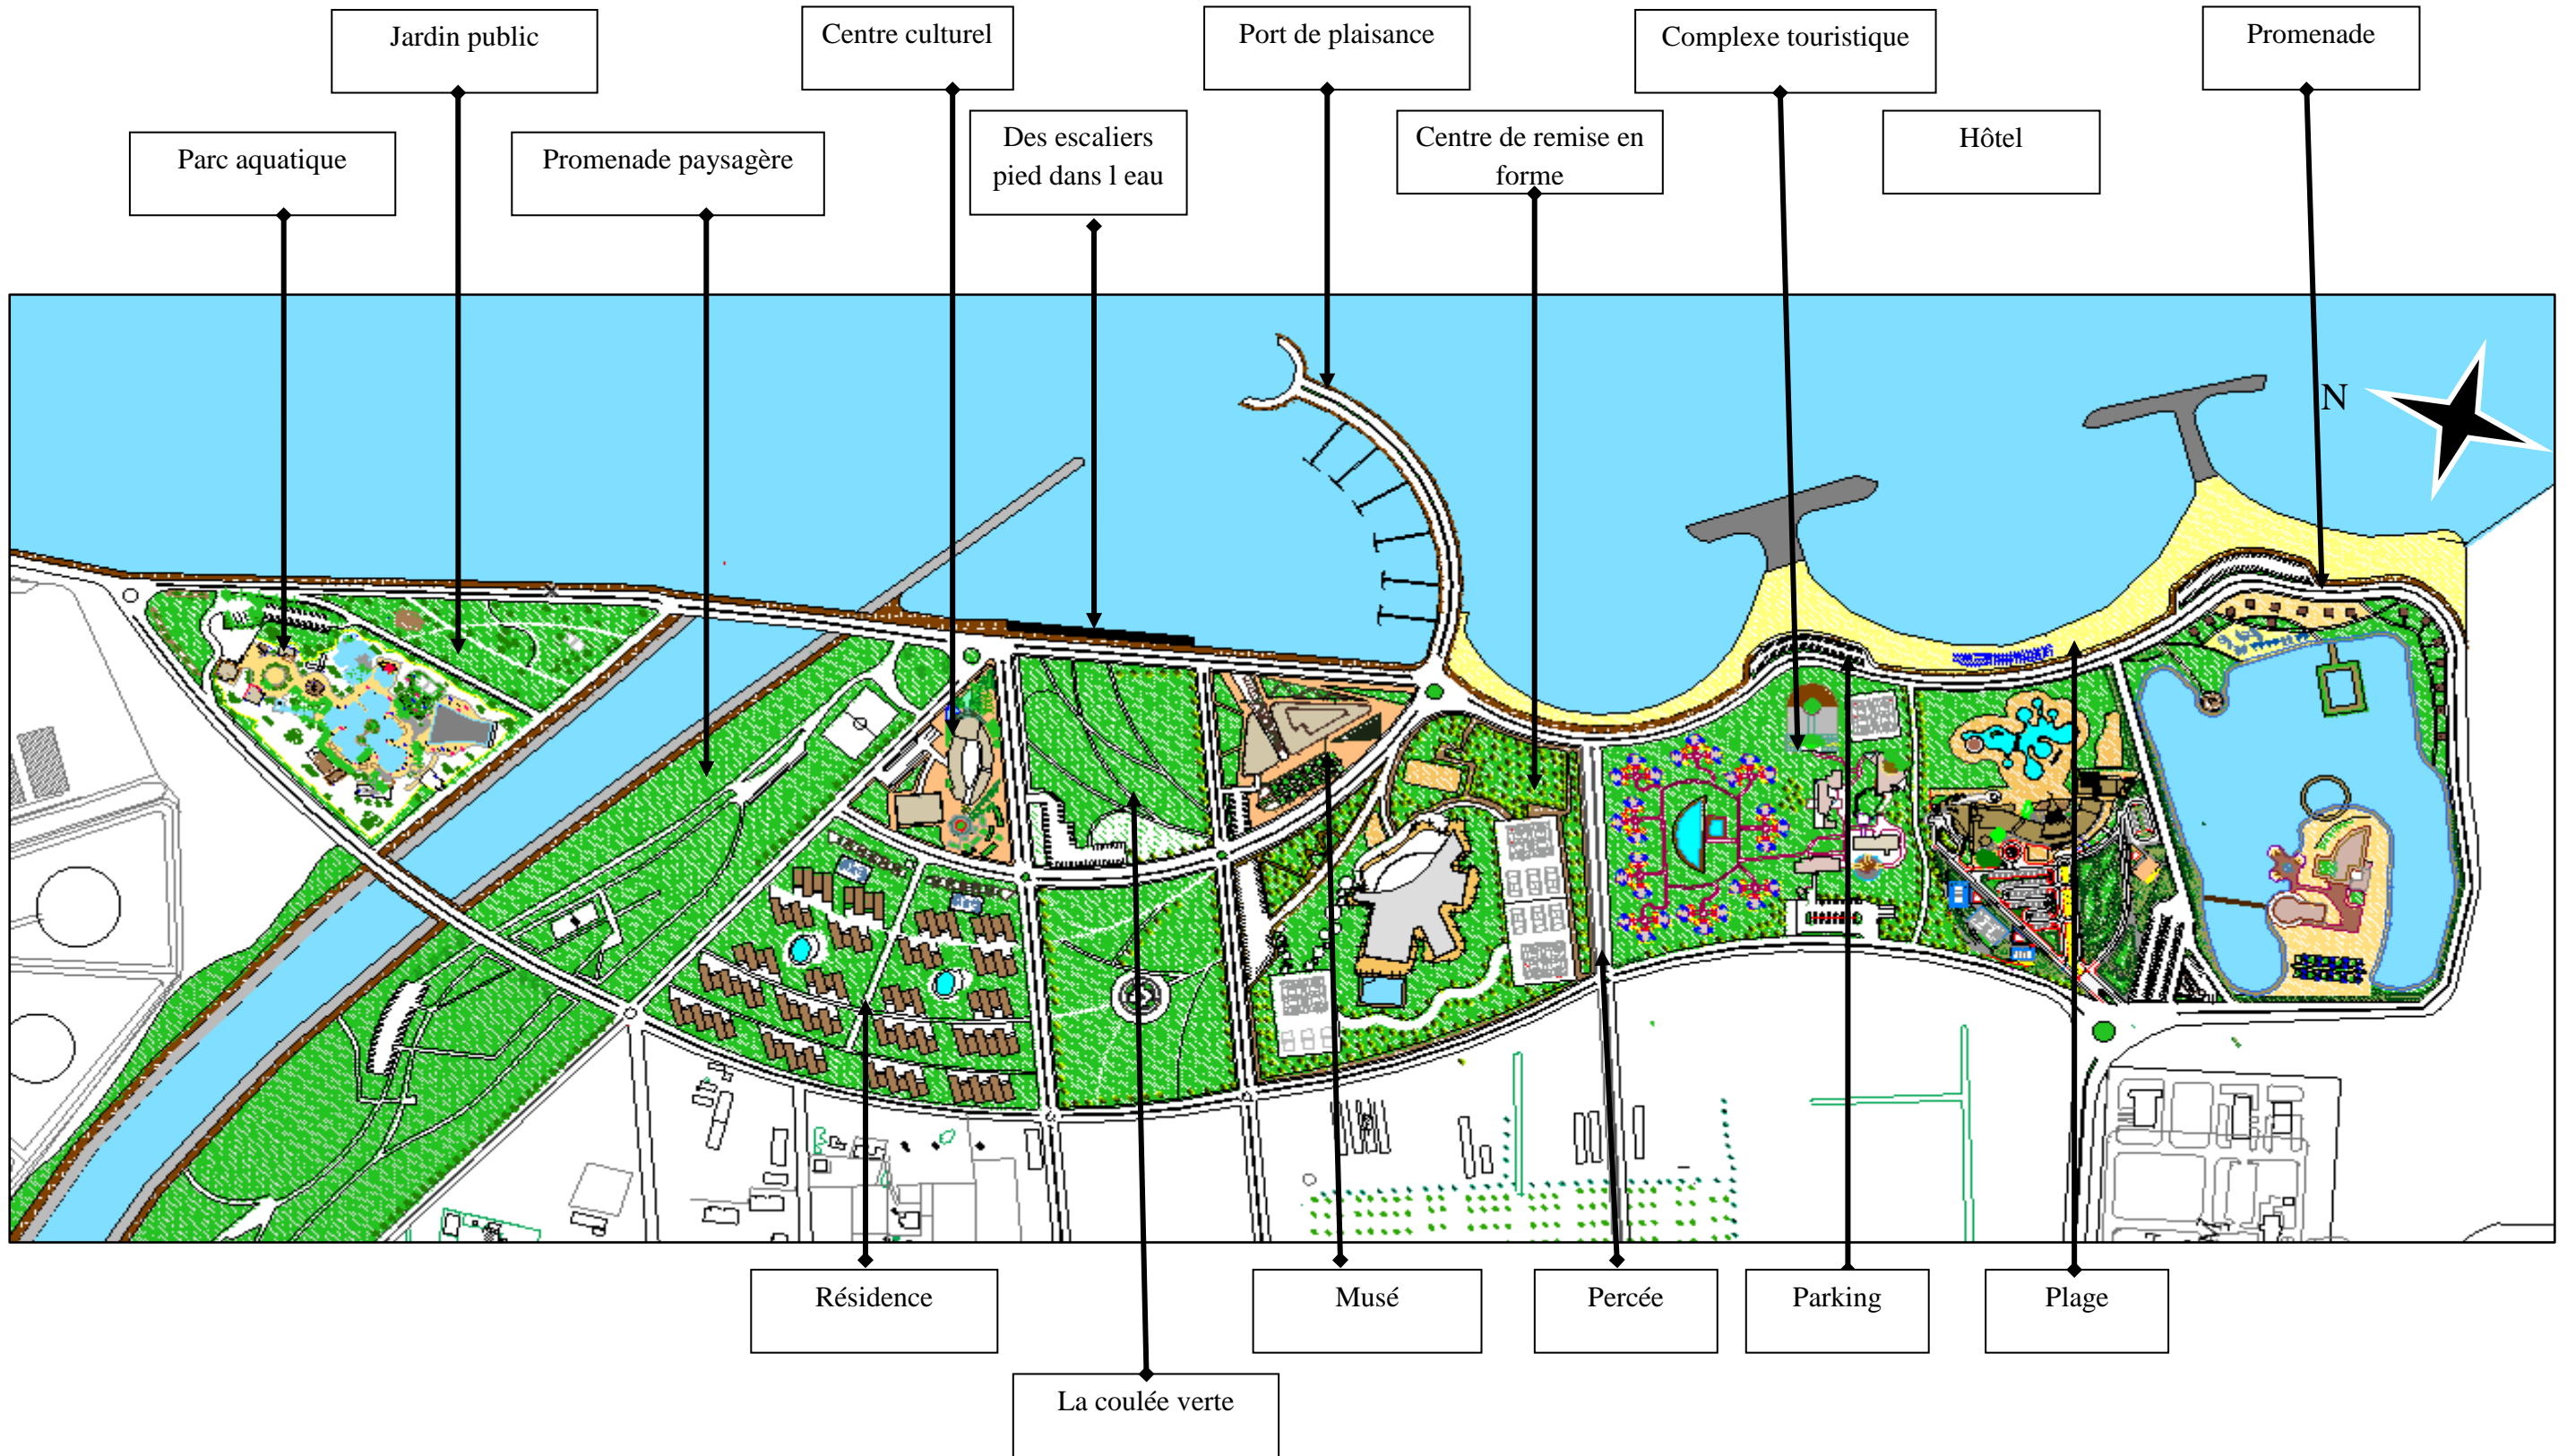 Jardin public
Centre culturel
Port de plaisance
Complexe touristique
Promenade
Parc aquatique
Promenade paysagère
Des escaliers
pied dans l eau
Centre de remise en
forme
Hôtel
N
Résidence
Musé
Percée
Parking
Plage
La coulée verte